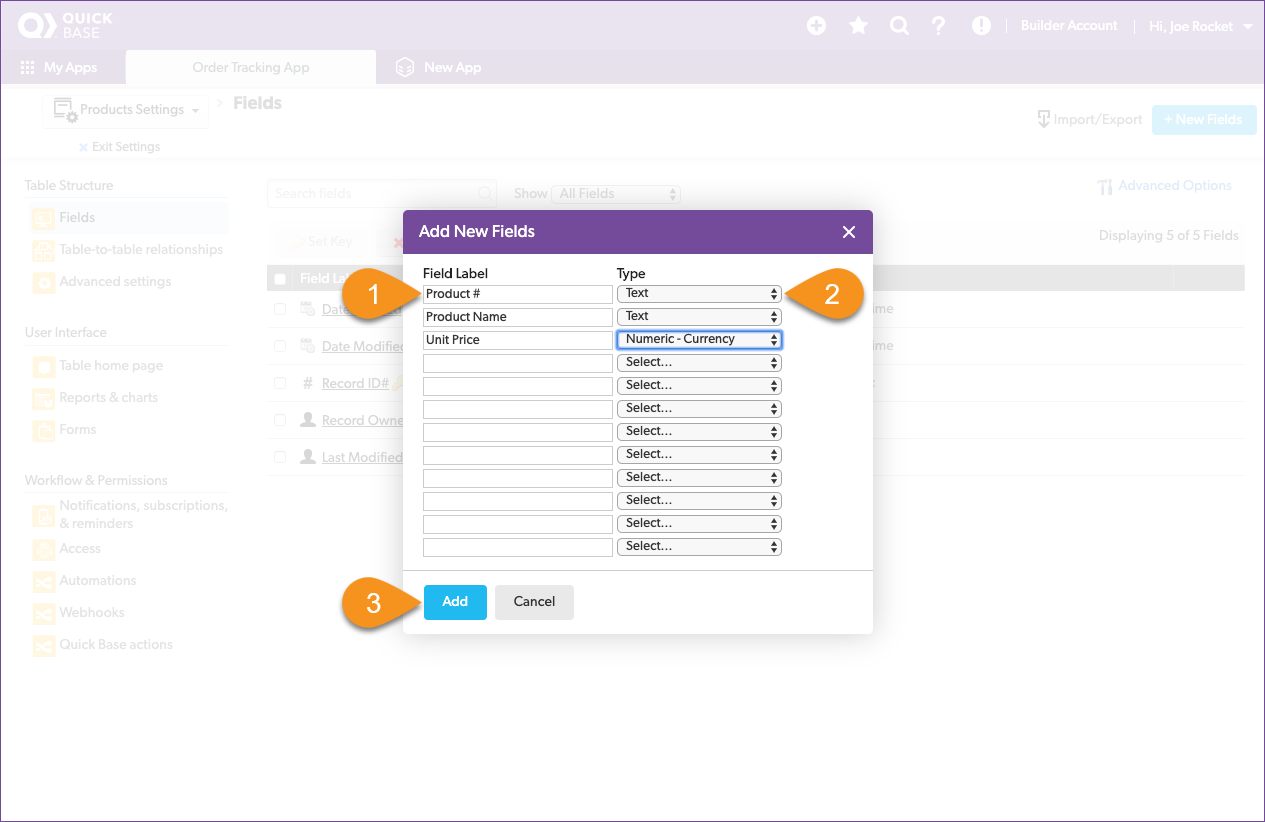 QUICK
BASE
Builder Account
Hi, Joe Rocket
My Apps
Order Tracking App
New App
Products Settings
Fields
Exit Settings
Import/Export
+ New Fields
Table Structure
Fields
Table-to-table relationships
Advanced settings
User Interface
Table home page
Reports & charts
Forms
Workflow & Permissions
Notifications, subscriptions,
& reminders
Access
Automations
Webhooks
Quick Base actions
Search fields
Show
All Fields
Advanced Options
Set Key
Displaying 5 of 5 Fields
Field La
Date
me
Date Modified
me
# Record ID#
Record Owne
Last Modified
Add New Fields
Field Label
Type
1
Product #
Text
2
Product Name
Text
Unit Price
Numeric - Currency
Select...
Select...
Select...
Select...
Select...
Select...
Select...
Select...
Select...
3
Add
Cancel